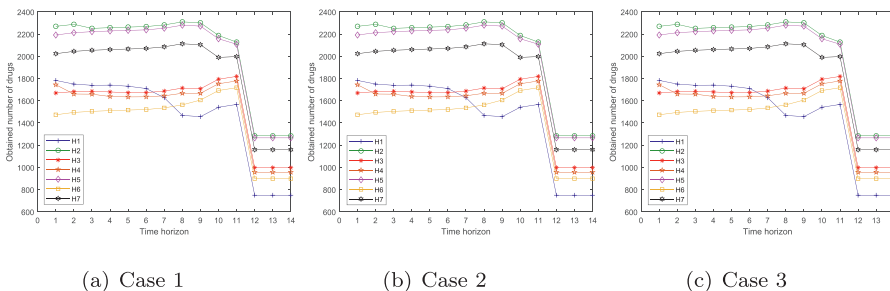 2400 2400 2400
2200 2200 2200
2000 2000 2000
1800 1800 1800
1600 1600 1600
1400 1400 1400
1200 1200 1200
1000 1000 1000
800 800 800
600 600 600
Obtained number of drugs Obtained number of drugs Obtained number of drugs
H1 H1 H1
H2 H2 H2
H3 H3 H3
H4 H4 H4
H5 H5 H5
H6 H6 H6
H7 H7 H7
0 1 2 3 4 5 6 7 8 9 10 11 12 13 14 0 1 2 3 4 5 6 7 8 9 10 11 12 13 14 0 1 2 3 4 5 6 7 8 9 10 11 12 13
Time horizon Time horizon Time horizon
(a) Case 1 (b) Case 2 (c) Case 3